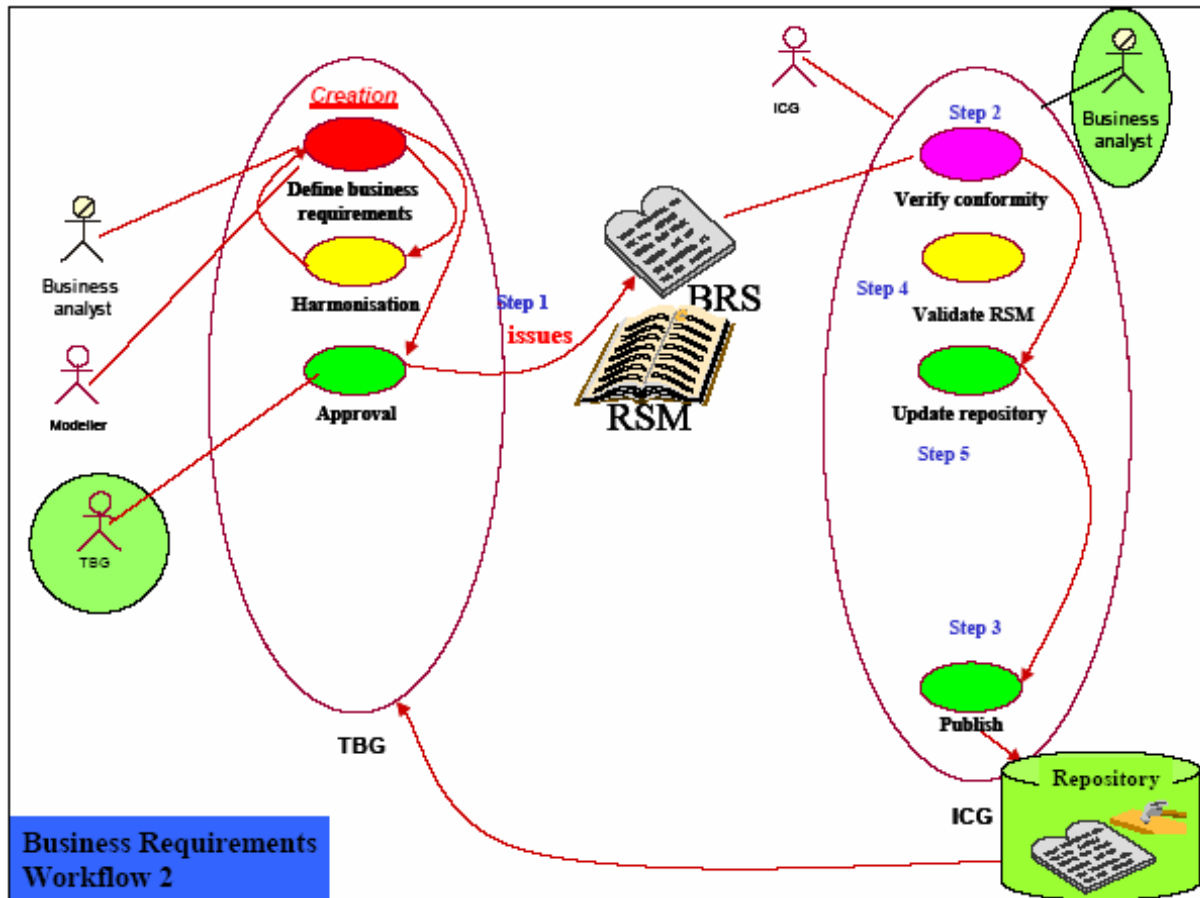 Creation
Define business
requirements
Harmonisation
Approval
Business
analyst
Modeller
TBG
TBG
Step 1
issues
BRS
RSM
ICG
Business
analyst
Step 2
Verify conformity
Step 4
Validate RSM
Update repository
Step 5
Step 3
Publish
ICG
Repository
Business Requirements
Workflow 2